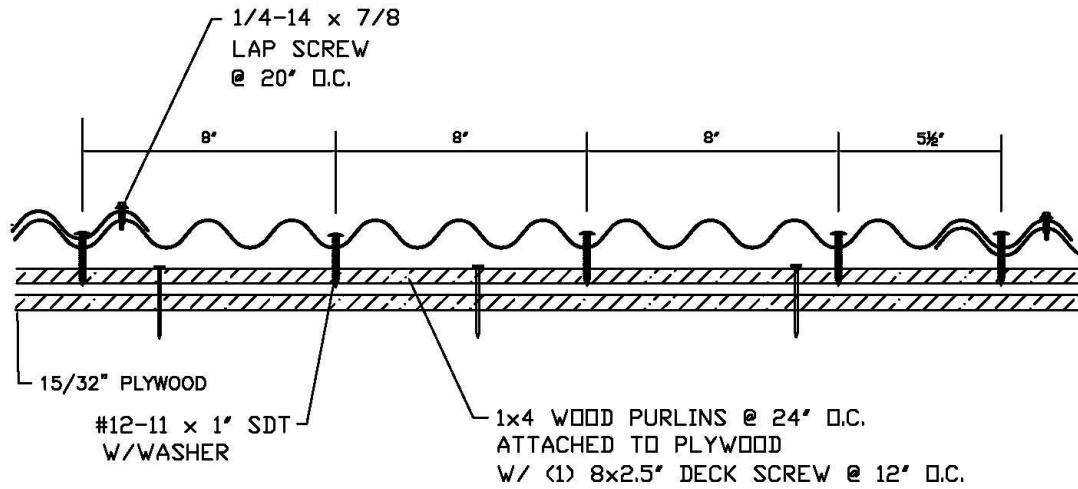 1/4-14 x 7/8
LAP SCREW
@ 20" O.C.
8"
8"
8"
5½"
15/32" PLYWOOD
#12-11 x 1" SDT
W/WASHER
1x4 WOOD PURLINS @ 24" O.C.
ATTACHED TO PLYWOOD
W/ (1) 8x2.5" DECK SCREW @ 12" O.C.